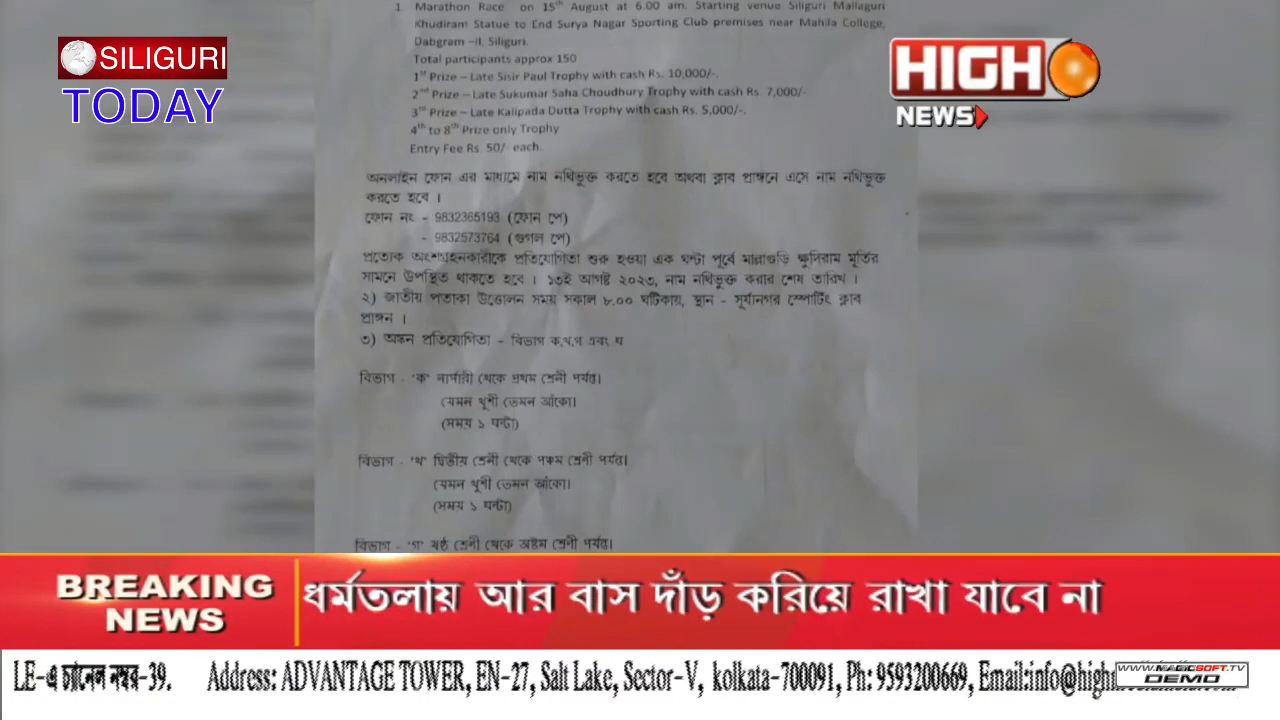 1. Marathon Race on 15th August at 6.00 am. Starting venue Siliguri Mallaguri
Khudiram Statue to End Surya Nagar Sporting Club premises near Mahila College,
Dabgram –II, Siliguri.
Total participants approx 150
1st Prize – Late Sisir Paul Trophy with cash Rs. 10,000/-.
2nd Prize – Late Sukumar Saha Choudhury Trophy with cash Rs. 7,000/-
3rd Prize – Late Kalipada Dutta Trophy with cash Rs. 5,000/-.
4th to 8th Prize only Trophy
Entry Fee Rs. 50/- each.
অনলাইন ফোন এর মাধ্যমে নাম নথিভুক্ত করতে হবে অথবা ক্লাব প্রাঙ্গনে এসে নাম নথিভুক্ত
করতে হবে ।
ফোন নং - 9832365193 (ফোন পে)
- 9832573764 (গুগল পে)
প্রত্যেক অংশগ্রহনকারীকে প্রতিযোগিতা শুরু হওয়া এক ঘন্টা পূর্বে মাল্লাগুড়ি ক্ষুদিরাম মূর্তির
সামনে উপস্থিত থাকতে হবে । ১৩ই আগষ্ট ২০২৩, নাম নথিভুক্ত করার শেষ তারিখ ।
২) জাতীয় পতাকা উত্তোলন সময় সকাল ৮.০০ ঘটিকায়, স্থান - সূর্যনগর স্পোর্টিং ক্লাব
প্রাঙ্গন ।
৩) অঙ্কন প্রতিযোগিতা - বিভাগ ক,খ,গ এবং ঘ
বিভাগ - 'ক' নার্সারী থেকে প্রথম শ্রেনী পর্যন্ত।
যেমন খুশী তেমন আঁকো।
(সময় ১ ঘন্টা)
বিভাগ - 'খ' দ্বিতীয় শ্রেনী থেকে পঞ্চম শ্রেণী পর্যন্ত।
যেমন খুশী তেমন আঁকো।
(সময় ১ ঘন্টা)
বিভাগ - 'গ' ষষ্ঠ শ্রেণী থেকে অষ্টম শ্রেণী পর্যন্ত।
SILIGURI
TODAY
HIGH
NEWS
BREAKING
NEWS
ধর্মতলায় আর বাস দাঁড় করিয়ে রাখা যাবে না
LE-এ চ্যানেল নম্বর-39. Address: ADVANTAGE TOWER, EN-27, Salt Lake, Sector-V, kolkata-700091, Ph: 9593200669, Email:info@high
WWW.MAGICSOFT.TV
DEMO